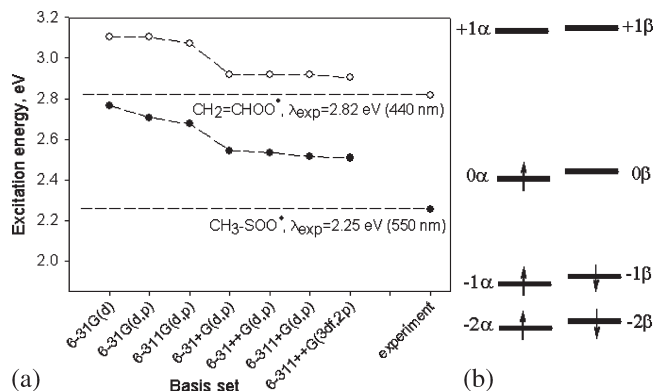 3.2
3.0
2.8
2.6
2.4
2.2
2.0
Excitation energy, eV
CH2=CHOO•, λexp=2.82 eV (440 nm)
CH3-SOO•, λexp=2.25 eV (550 nm)
6-31G(d)
6-31G(d,p)
6-311G(d,p)
6-31+G(d,p)
6-31++G(d,p)
6-311+G(d,p)
6-311++G(3df,2p)
experiment
Basis set
(a)
+1α
+1β
0α
0β
-1α
-1β
-2α
-2β
(b)